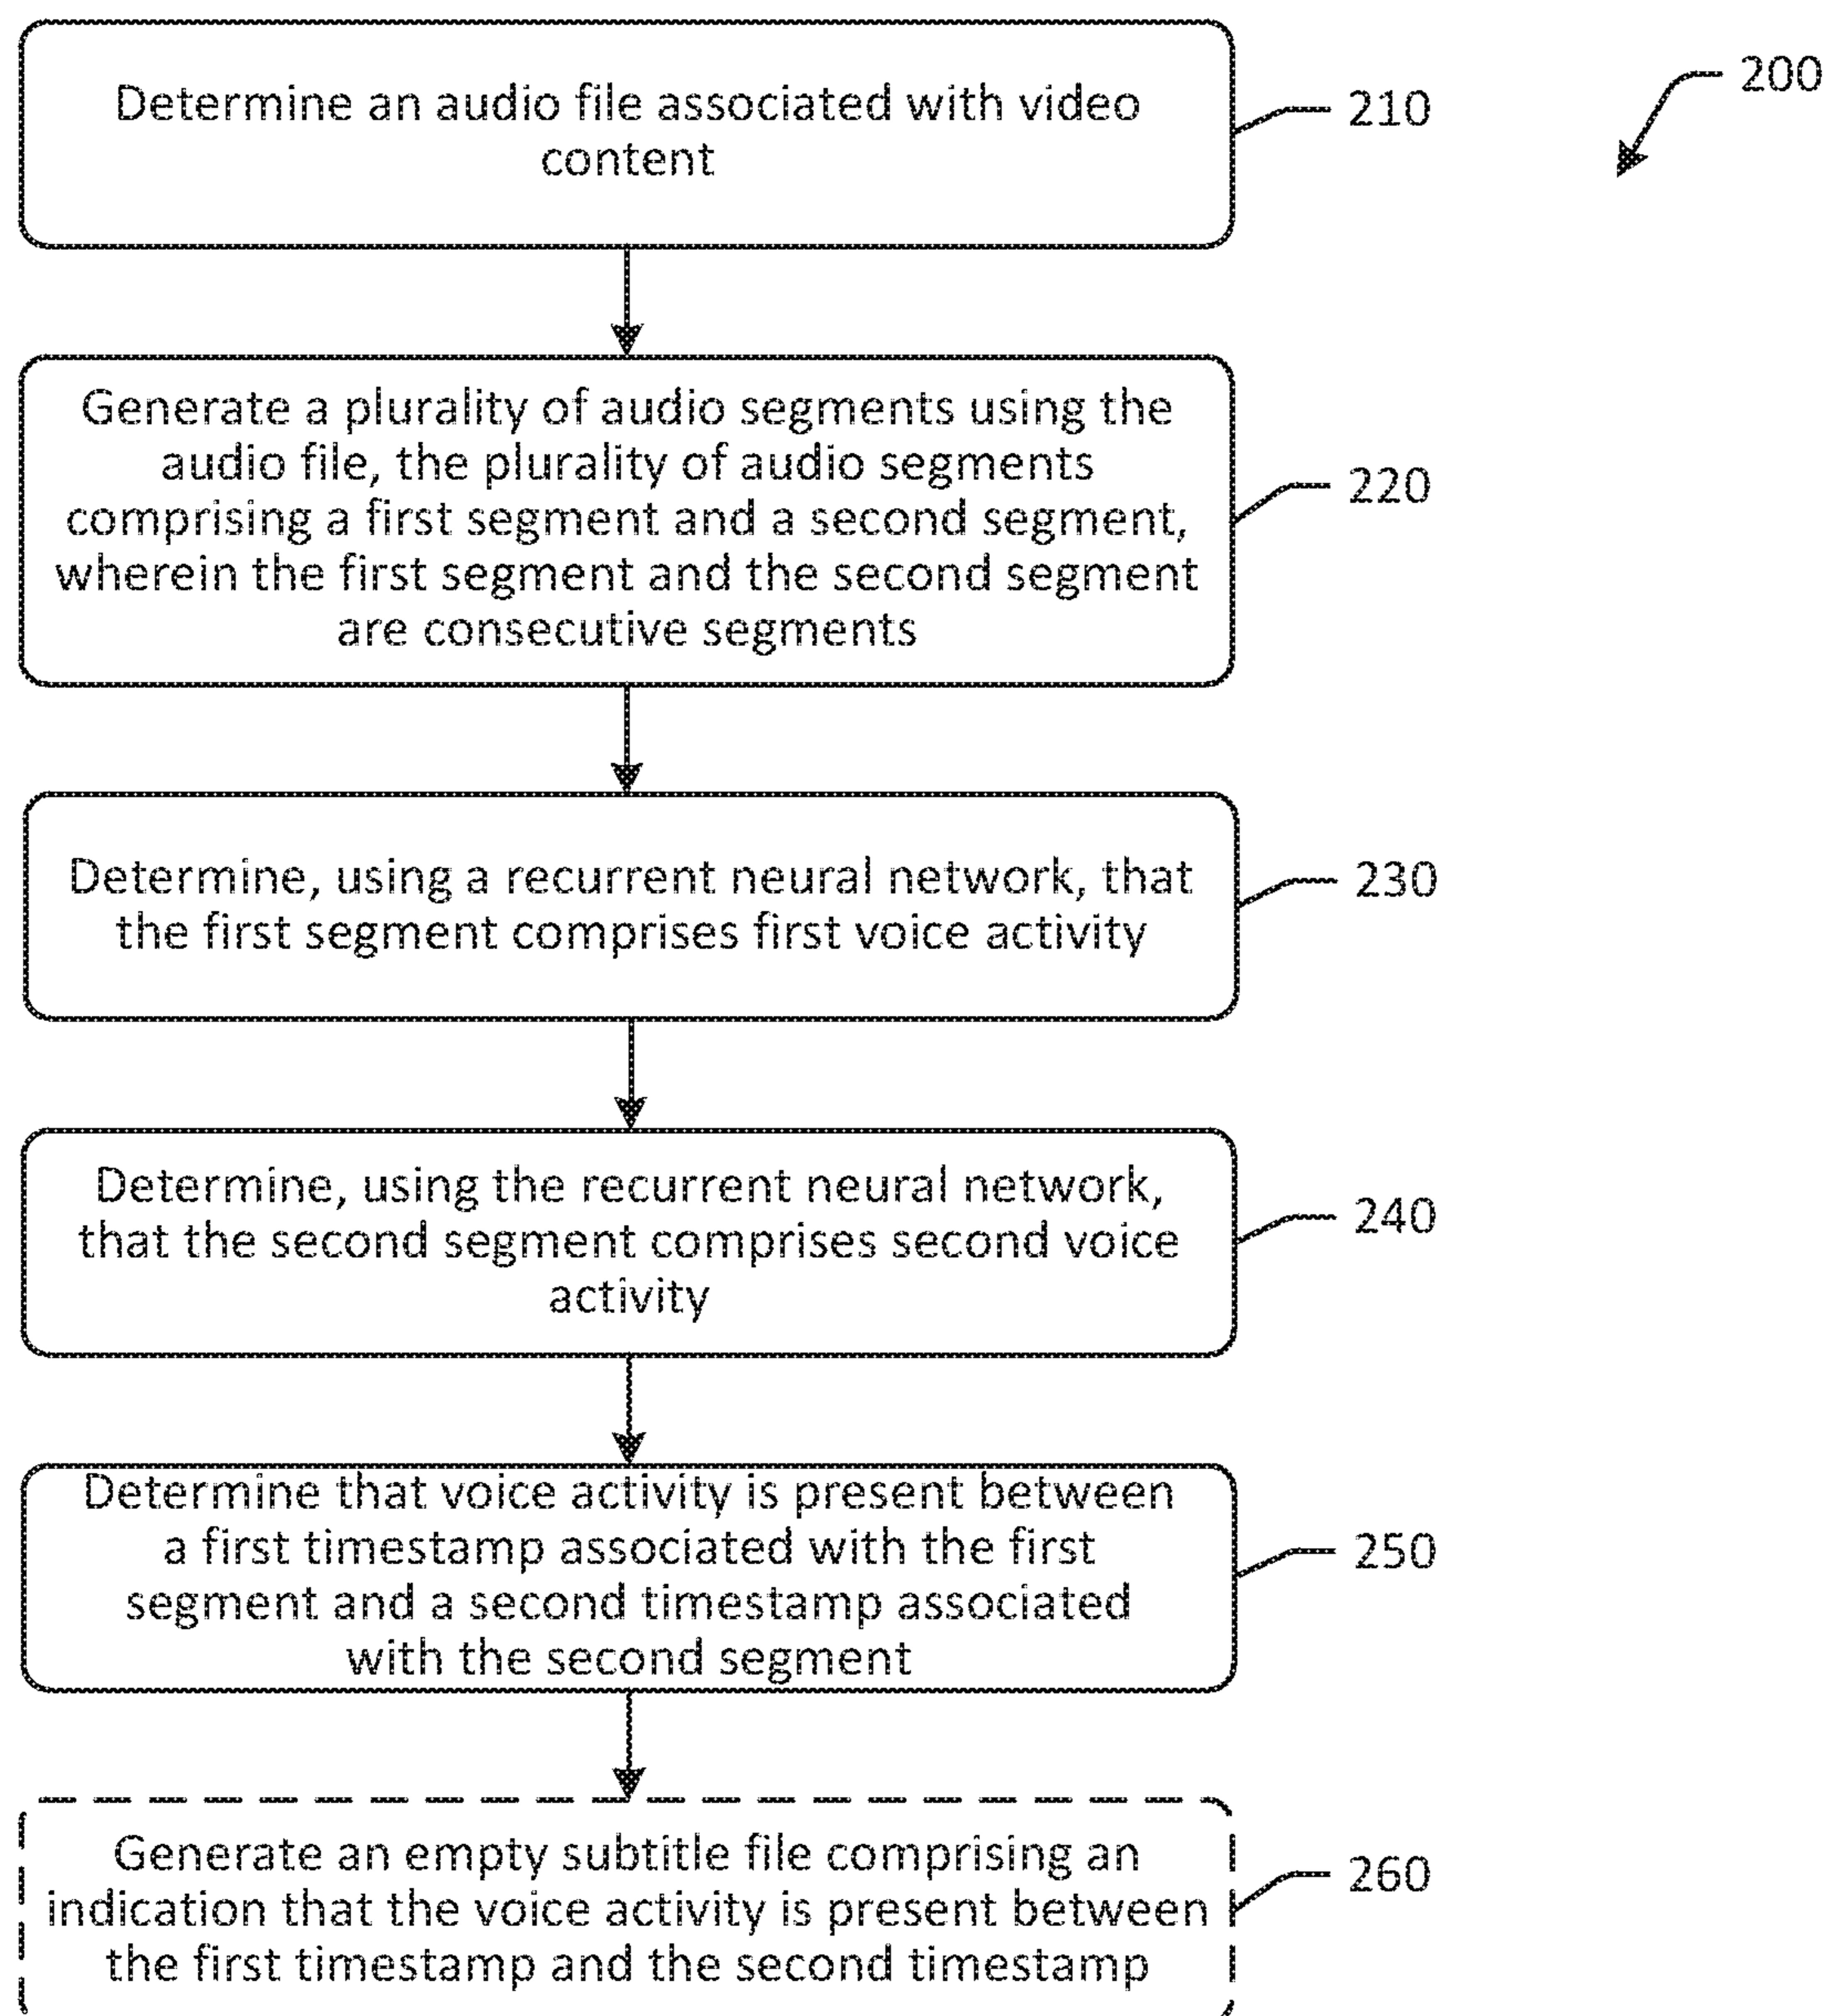 200
Determine an audio file associated with video
content
210
Generate a plurality of audio segments using the
audio file, the plurality of audio segments
comprising a first segment and a second segment,
wherein the first segment and the second segment
are consecutive segments
220
Determine, using a recurrent neural network, that
the first segment comprises first voice activity
230
Determine, using the recurrent neural network,
that the second segment comprises second voice
activity
240
Determine that voice activity is present between
a first timestamp associated with the first
segment and a second timestamp associated
with the second segment
250
Generate an empty subtitle file comprising an
indication that the voice activity is present between
the first timestamp and the second timestamp
260